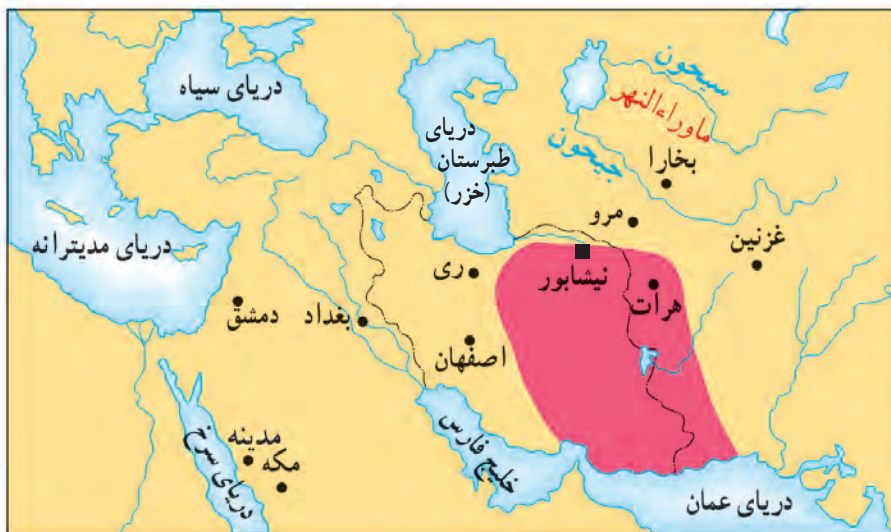 دریای سیاه
دریای
طبرستان
(خزر)
سیحون
ماوراءالنهر
جیحون
بخارا
مرو
غزنین
دریای مدیترانه
ری
نیشابور
هرات
دمشق
بغداد
اصفهان
مدینه
مکه
دریای سرخ
خلیج فارس
دریای عمان